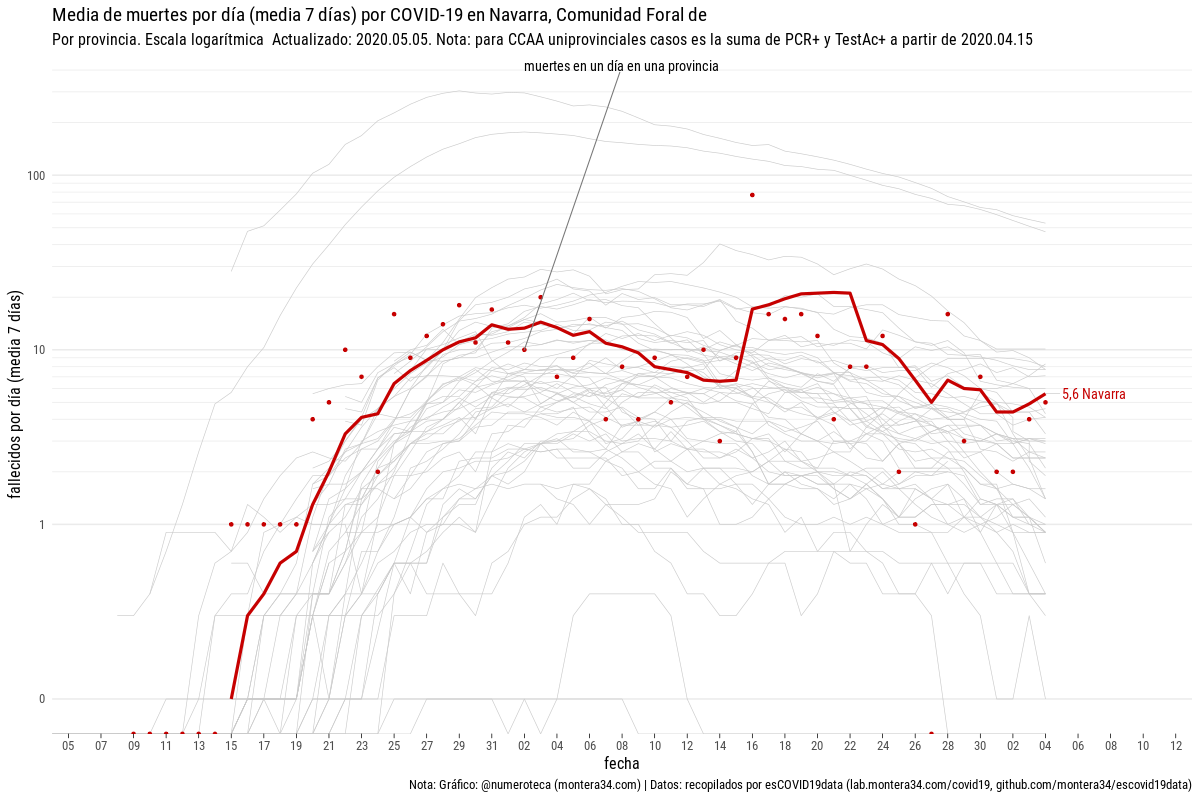 Media de muertes por día (media 7 días) por COVID-19 en Navarra, Comunidad Foral de
Por provincia. Escala logarítmica  Actualizado: 2020.05.05. Nota: para CCAA uniprovinciales casos es la suma de PCR+ y TestAc+ a partir de 2020.04.15
muertes en un día en una provincia
fallecidos por día (media  7 días)
100
10
1
0
5,6 Navarra
05 07 09 11 13 15 17 19 21 23 25 27 29 31 02 04 06 08 10 12 14 16 18 20 22 24 26 28 30 02 04 06 08 10 12
fecha
Nota: Gráfico: @numeroteca (montera34.com) | Datos: recopilados por esCOVID19data (lab.montera34.com/covid19, github.com/montera34/escovid19data)